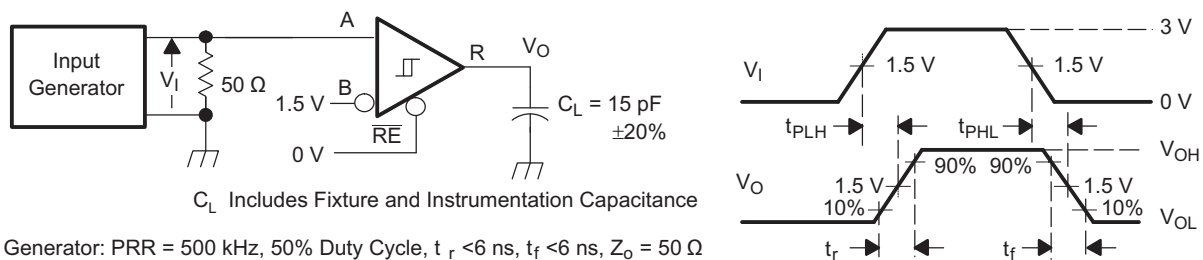 Input
Generator
V_I
50 Ω
A
B
1.5 V
R̅E̅
0 V
R
V_O
C_L = 15 pF
±20%
C_L Includes Fixture and Instrumentation Capacitance
Generator: PRR = 500 kHz, 50% Duty Cycle, t_r <6 ns, t_f <6 ns, Z_o = 50 Ω
3 V
V_I
1.5 V
1.5 V
0 V
t_PLH
t_PHL
V_OH
90%
90%
V_O
1.5 V
1.5 V
10%
10%
V_OL
t_r
t_f